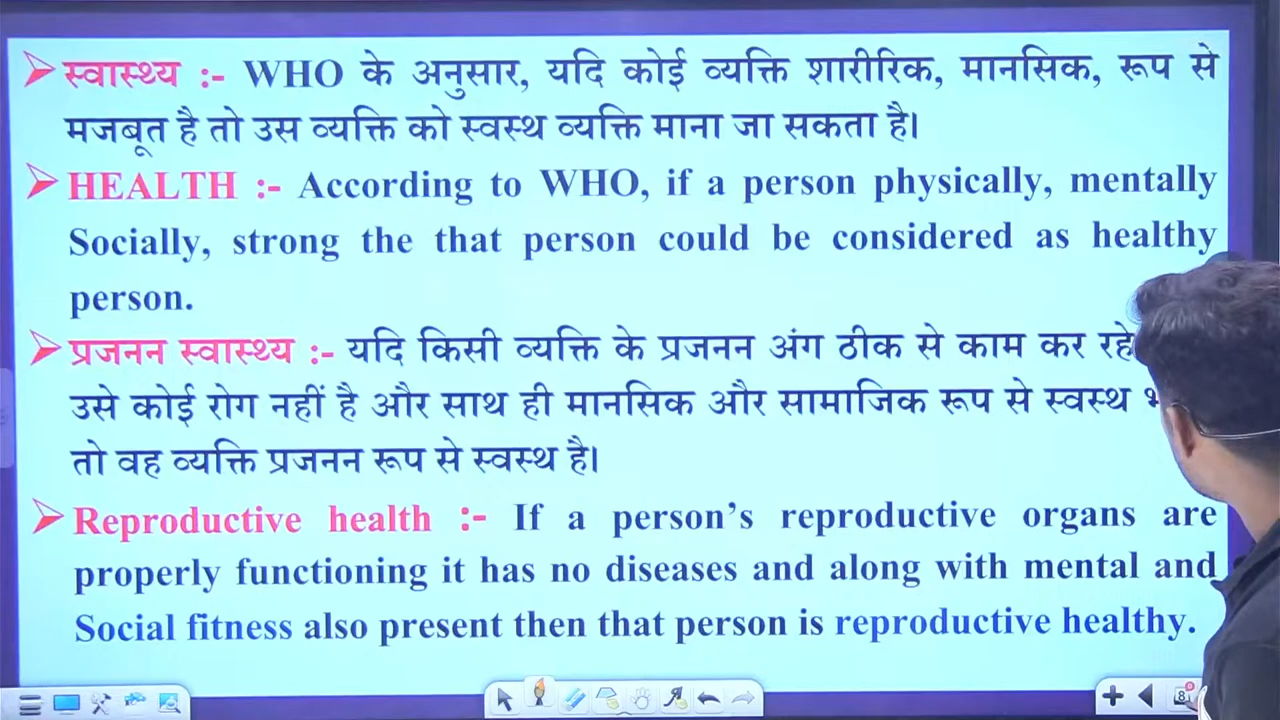 स्वास्थ्य :- WHO के अनुसार, यदि कोई व्यक्ति शारीरिक, मानसिक, रूप से
मजबूत है तो उस व्यक्ति को स्वस्थ व्यक्ति माना जा सकता है।
HEALTH :- According to WHO, if a person physically, mentally
Socially, strong the that person could be considered as healthy
person.
प्रजनन स्वास्थ्य :- यदि किसी व्यक्ति के प्रजनन अंग ठीक से काम कर रहे
उसे कोई रोग नहीं है और साथ ही मानसिक और सामाजिक रूप से स्वस्थ
तो वह व्यक्ति प्रजनन रूप से स्वस्थ है।
Reproductive health :- If a person's reproductive organs are
properly functioning it has no diseases and along with mental and
Social fitness also present then that person is reproductive healthy.